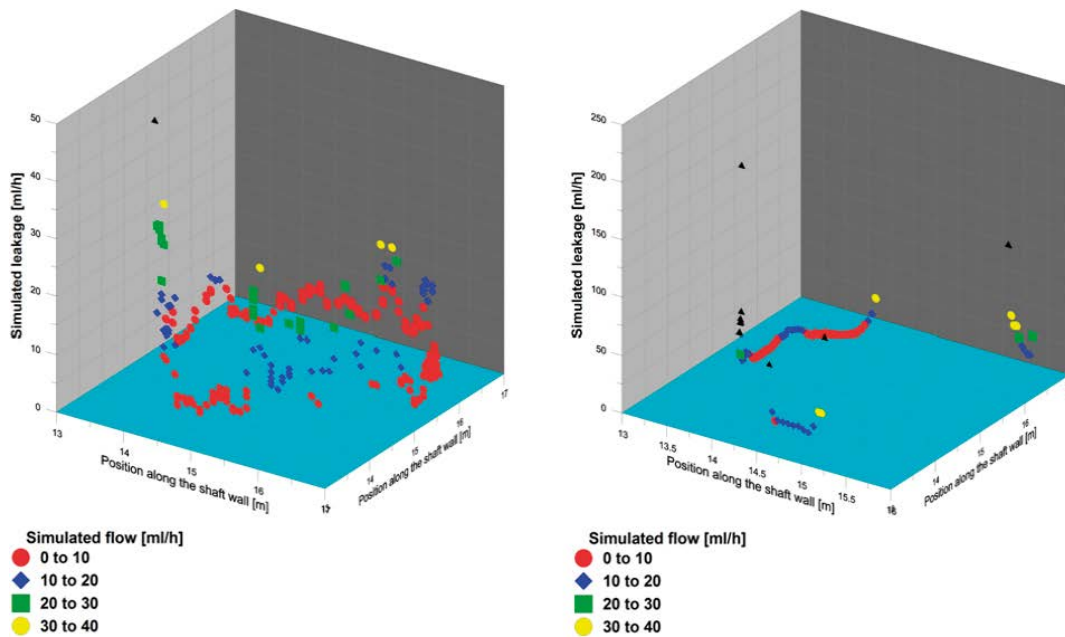 50
40
30
20
10
0
Simulated leakage [ml/h]
13
14
15
16
Position along the shaft wall [m]
14
15
16
17
Position along the shaft wall [m]
Simulated flow [ml/h]
0 to 10
10 to 20
20 to 30
30 to 40
250
200
150
100
50
0
Simulated leakage [ml/h]
13
13.5
14
14.5
15
15.5
Position along the shaft wall [m]
14
15
16
Position along the shaft wall [m]
Simulated flow [ml/h]
0 to 10
10 to 20
20 to 30
30 to 40